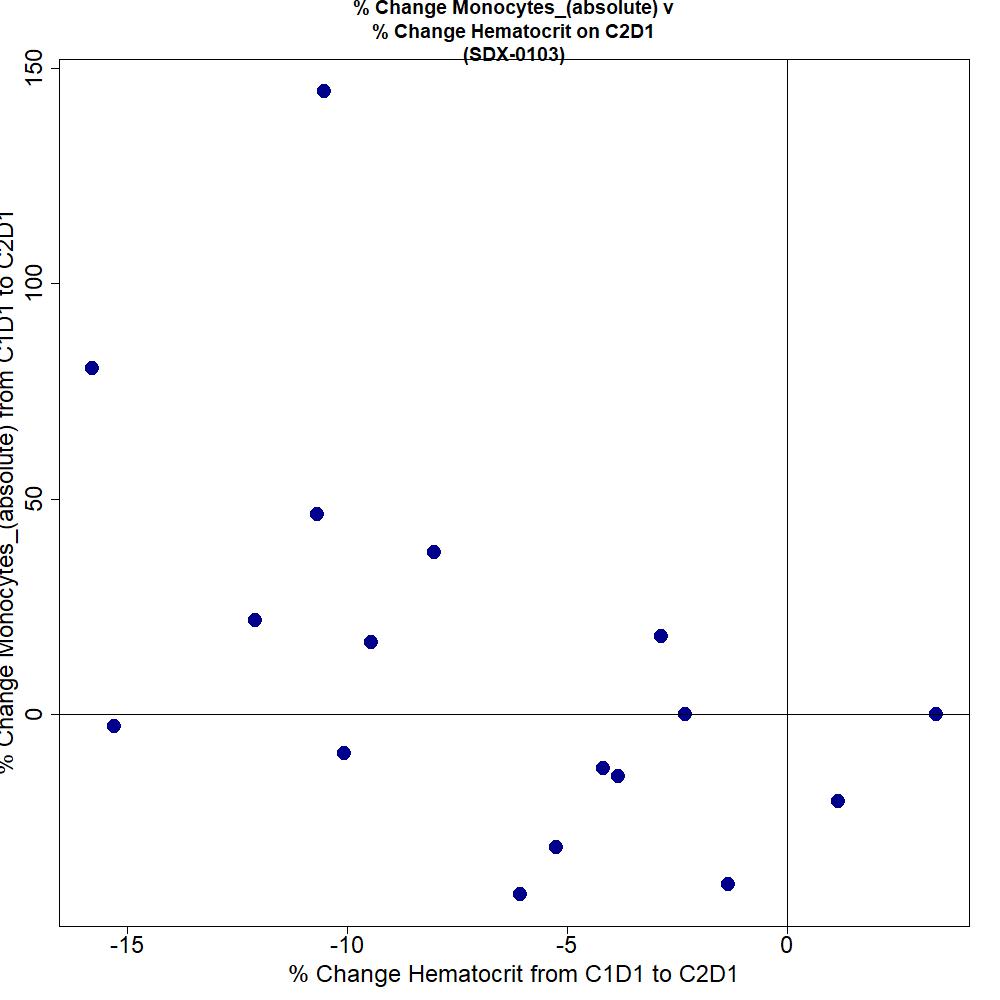 % Change Monocytes_(absolute) v
% Change Hematocrit on C2D1
(SDX-0103)
% Change Monocytes_(absolute) from C1D1 to C2D1
150
100
50
0
-15 -10 -5 0
% Change Hematocrit from C1D1 to C2D1